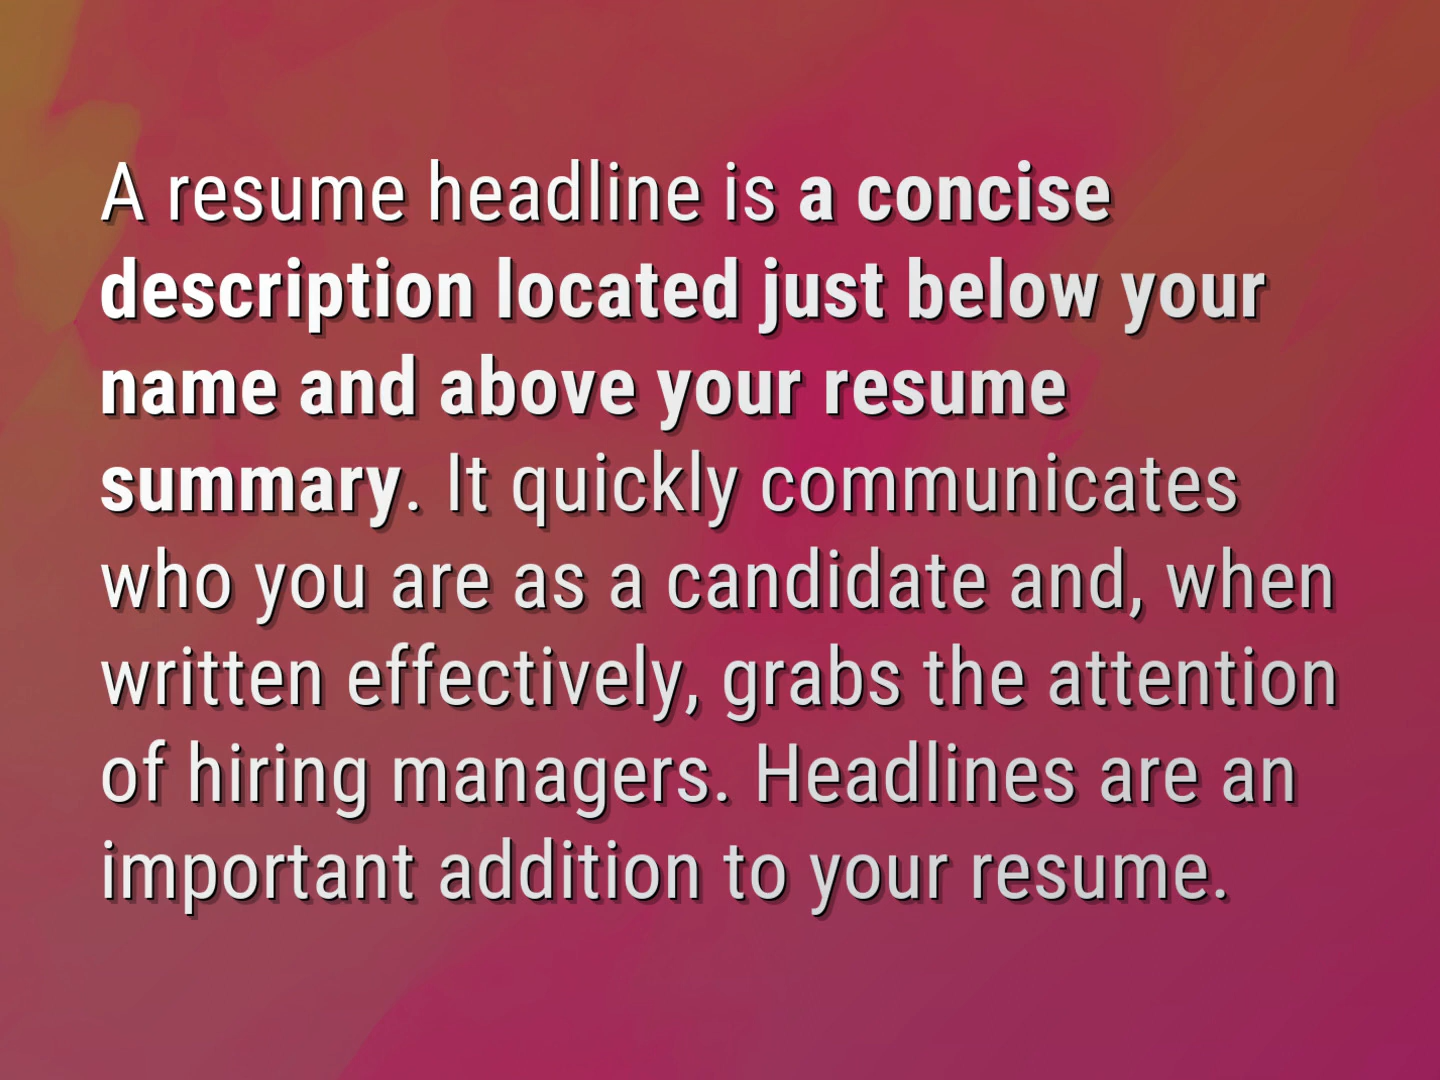 A resume headline is a concise
description located just below your
name and above your resume
summary. It quickly communicates
who you are as a candidate and, when
written effectively, grabs the attention
of hiring managers. Headlines are an
important addition to your resume.